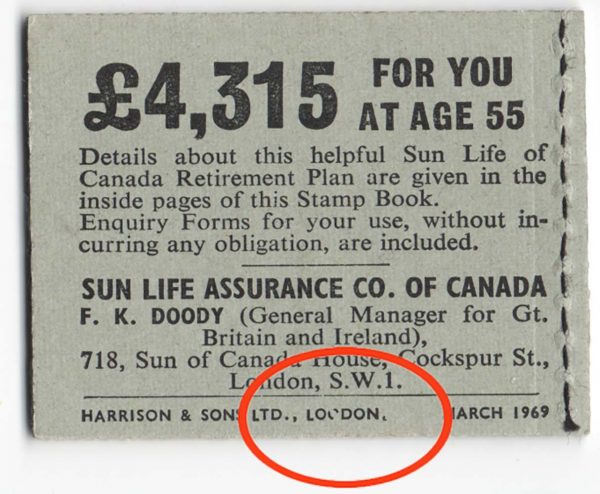 £4,315 FOR YOU
AT AGE 55
Details about this helpful Sun Life of
Canada Retirement Plan are given in the
inside pages of this Stamp Book.
Enquiry Forms for your use, without in-
curring any obligation, are included.
SUN LIFE ASSURANCE CO. OF CANADA
F. K. DOODY (General Manager for Gt.
Britain and Ireland),
718, Sun of Canada House, Cockspur St.,
London, S.W.1.
HARRISON & SONS LTD., LONDON, MARCH 1969